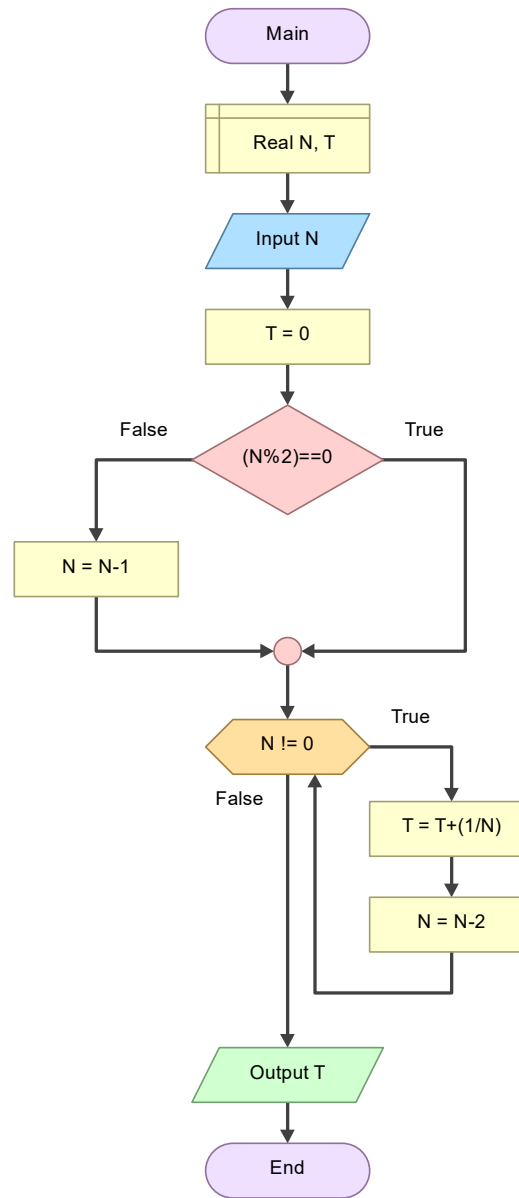 Main
Real N, T
Input N
T = 0
False
True
(N%2)==0
N = N-1
True
N != 0
False
T = T+(1/N)
N = N-2
Output T
End